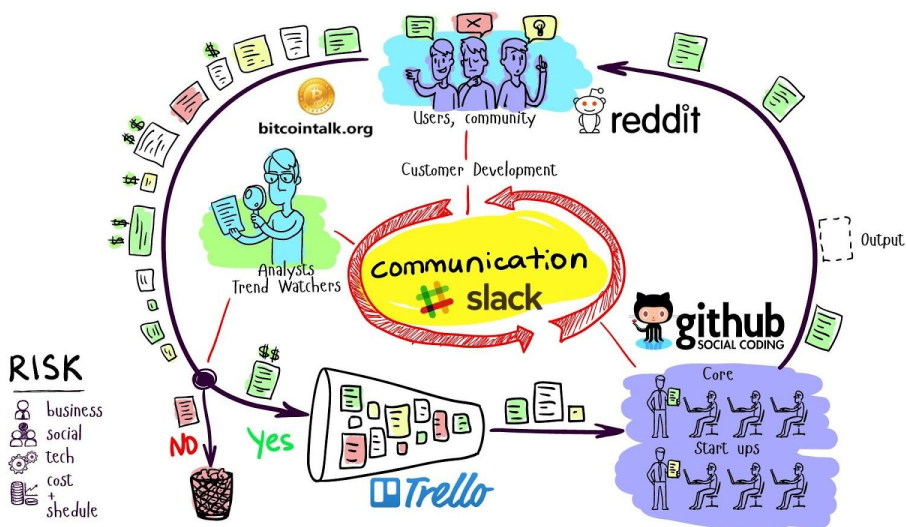 $
bitcointalk.org
Users, community
reddit
$$
$
$$
Customer Development
Analysts
Trend Watchers
communication
slack
Output
github
SOCIAL CODING
RISK
business
social
tech
cost
+
shedule
NO
$$
Yes
Trello
Core
Start ups